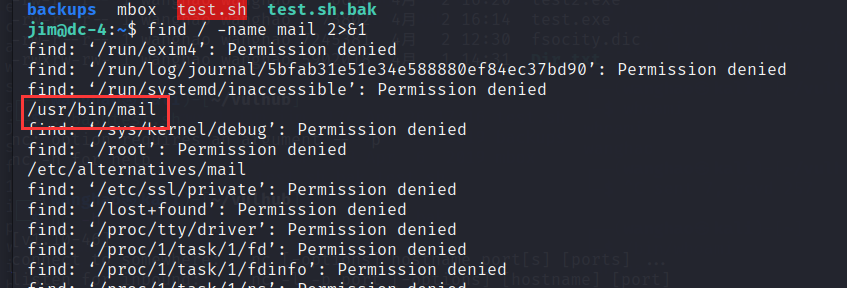 backups mbox test.sh test.sh.bak
jim@dc-4:~$ find / -name mail 2>&1
find: ‘/run/exim4’: Permission denied
find: ‘/run/log/journal/5bfab31e51e34e588880ef84ec37bd90’: Permission denied
find: ‘/run/systemd/inaccessible’: Permission denied
/usr/bin/mail
find: ‘/sys/kernel/debug’: Permission denied
find: ‘/root’: Permission denied
/etc/alternatives/mail
find: ‘/etc/ssl/private’: Permission denied
find: ‘/lost+found’: Permission denied
find: ‘/proc/tty/driver’: Permission denied
find: ‘/proc/1/task/1/fd’: Permission denied
find: ‘/proc/1/task/1/fdinfo’: Permission denied
find: ‘/proc/1/task/1/ns’: Permission denied